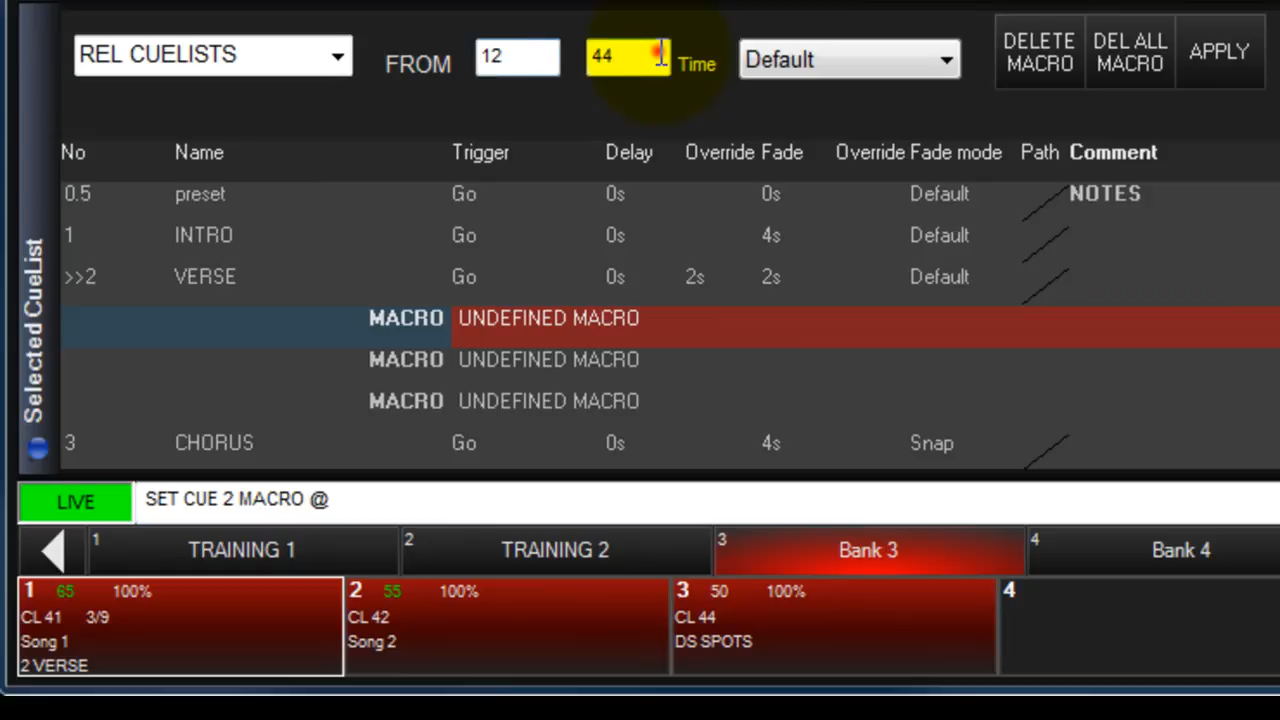 REL CUELISTS FROM 12 44 Time Default DELETE MACRO DEL ALL MACRO APPLY
No Name Trigger Delay Override Fade Override Fade mode Path Comment
0.5 preset Go 0s 0s Default NOTES
1 INTRO Go 0s 4s Default
>>2 VERSE Go 0s 2s 2s Default
MACRO UNDEFINED MACRO
MACRO UNDEFINED MACRO
MACRO UNDEFINED MACRO
3 CHORUS Go 0s 4s Snap
Selected CueList
LIVE SET CUE 2 MACRO @
1 TRAINING 1 2 TRAINING 2 3 Bank 3 4 Bank 4
1 65 100% 2 55 100% 3 50 100% 4
CL 41 3/9 CL 42 CL 44
Song 1 Song 2 DS SPOTS
2 VERSE